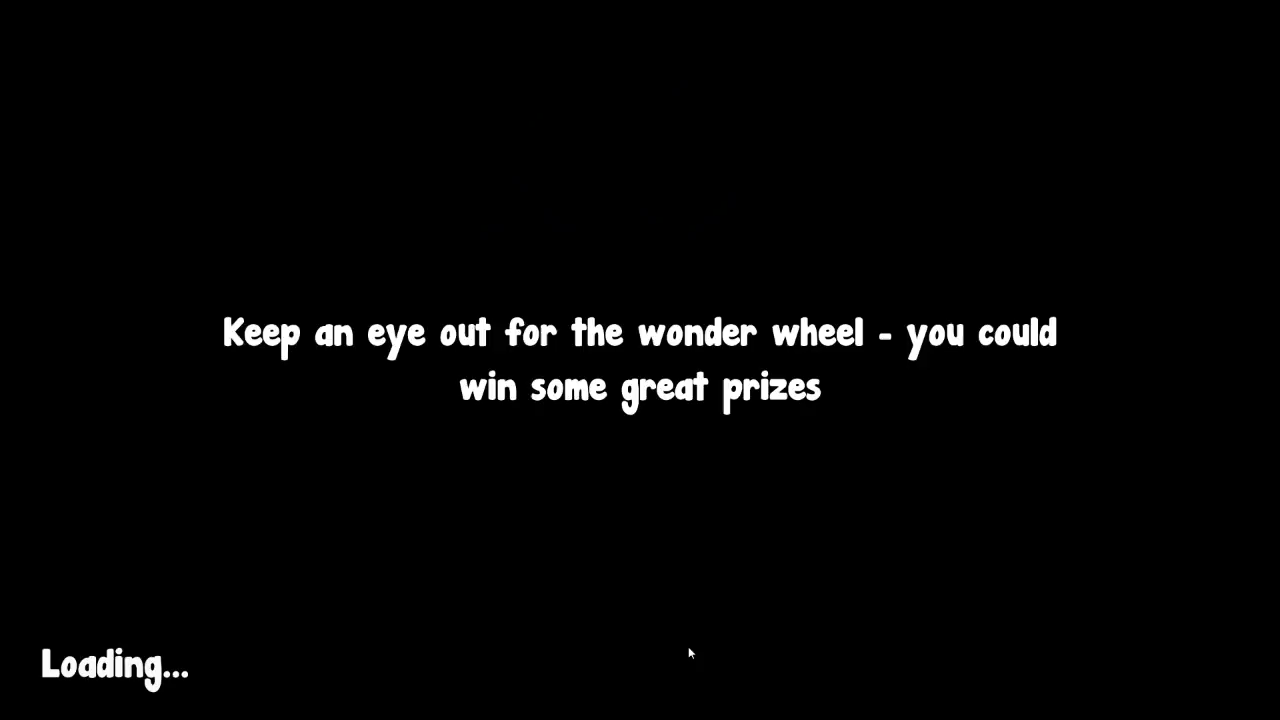 Keep an eye out for the wonder wheel - you could
win some great prizes
Loading...